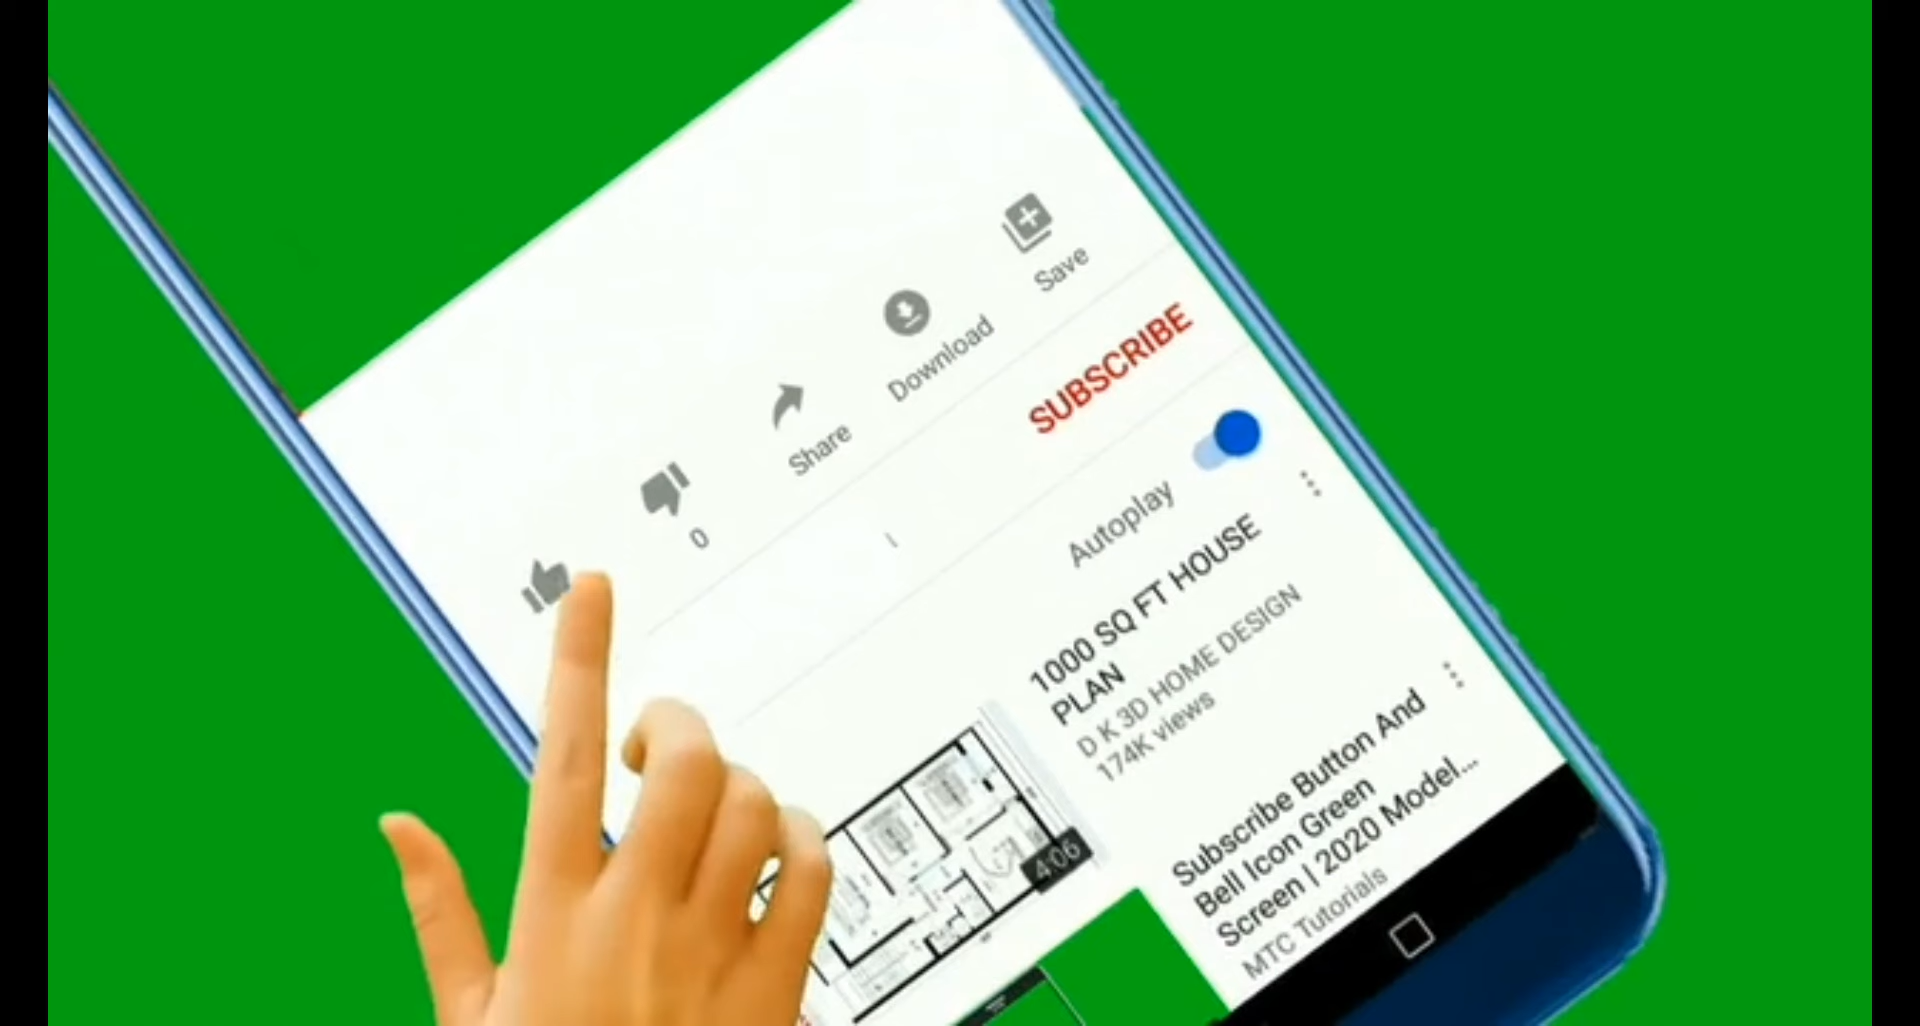 0
Share
Download
Save
SUBSCRIBE
Autoplay
1000 SQ FT HOUSE
PLAN
D K 3D HOME DESIGN
174K views
4:06
Subscribe Button And
Bell Icon Green
Screen | 2020 Model...
MTC Tutorials